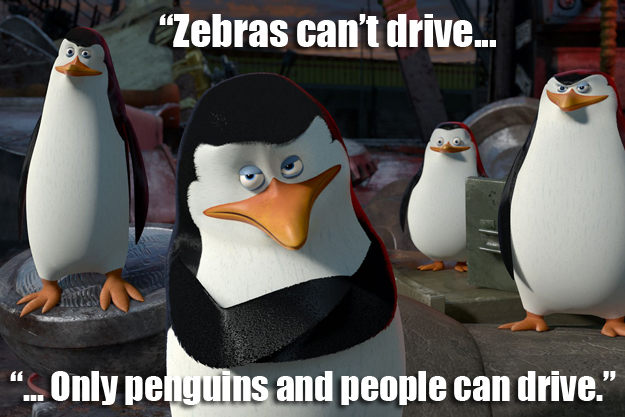 “Zebras can’t drive...
“... Only penguins and people can drive.”